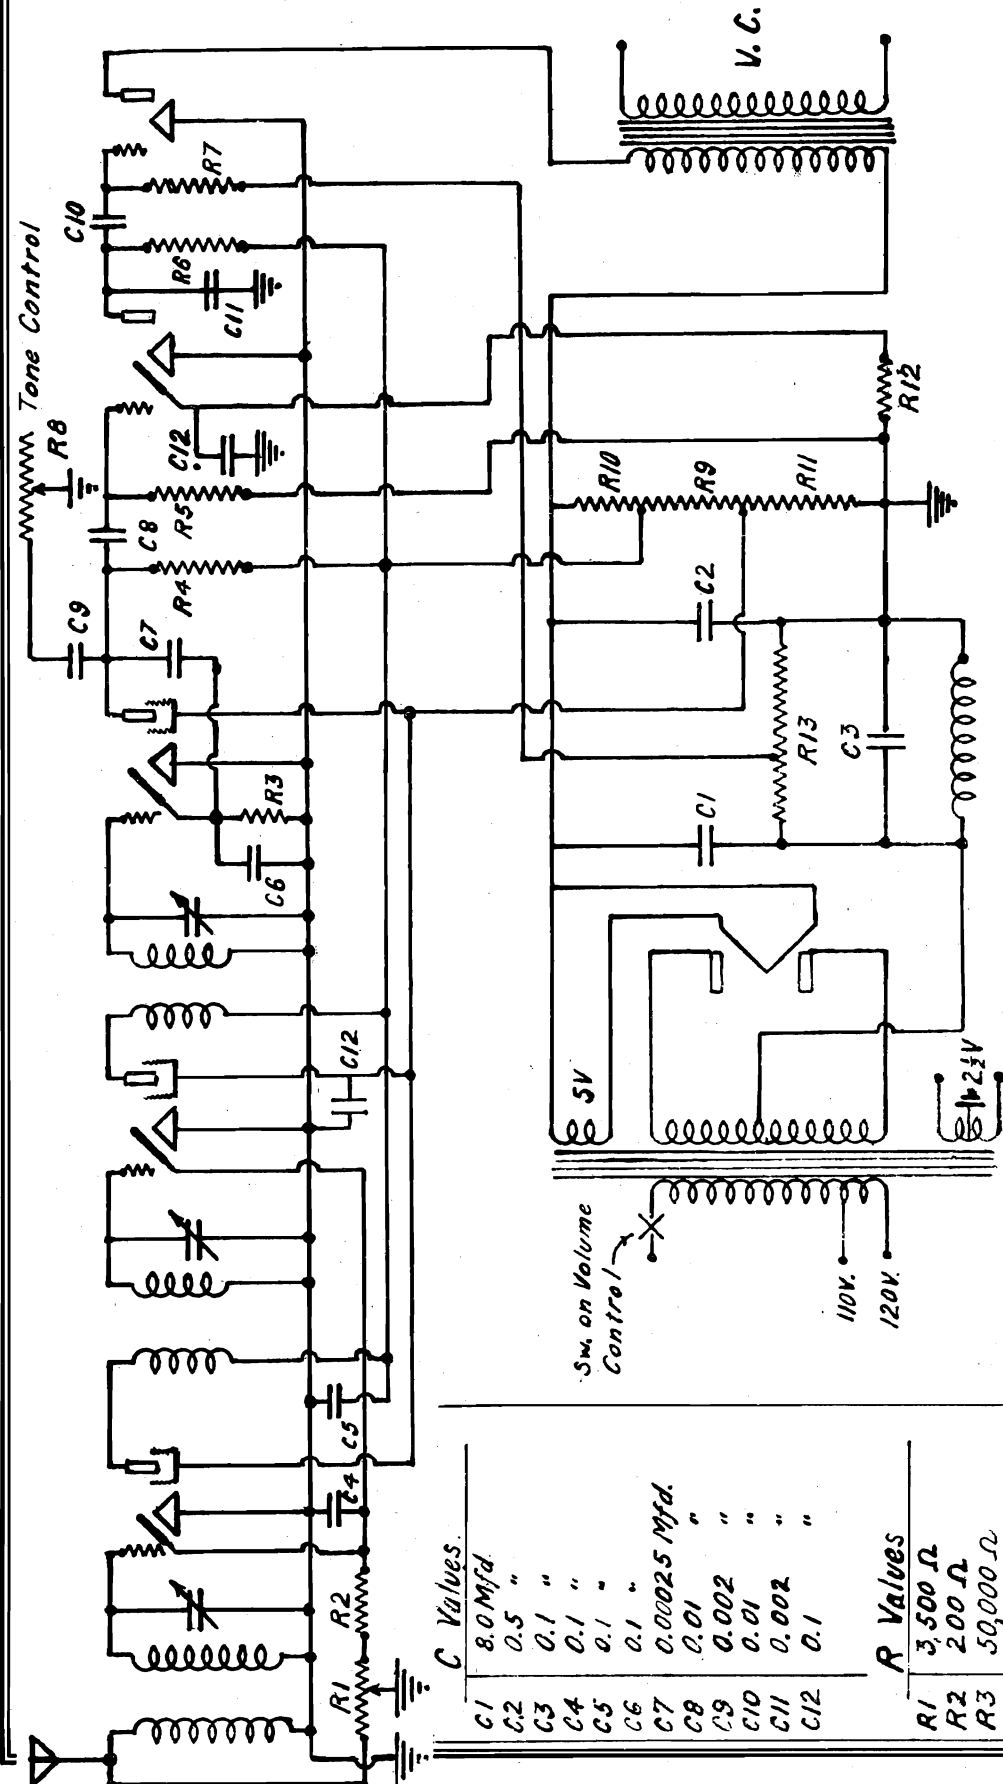 Tone Control
R8
C9
C8
C7
C10
R4
R5
C12
R6
C11
R7
R3
C6
C12
C5
C4
R2
R1
V. C.
R10
R9
R11
R12
C2
C1
R13
C3
5V
2½V
Sw. on Volume
Control
110V.
120V.
C Values.
C1 8.0 Mfd.
C2 0.5 "
C3 0.1 "
C4 0.1 "
C5 0.1 "
C6 0.1 "
C7 0.00025 Mfd.
C8 0.01 "
C9 0.002 "
C10 0.01 "
C11 0.002 "
C12 0.1 "
R Values
R1 3,500 Ω
R2 200 Ω
R3 50,000 Ω